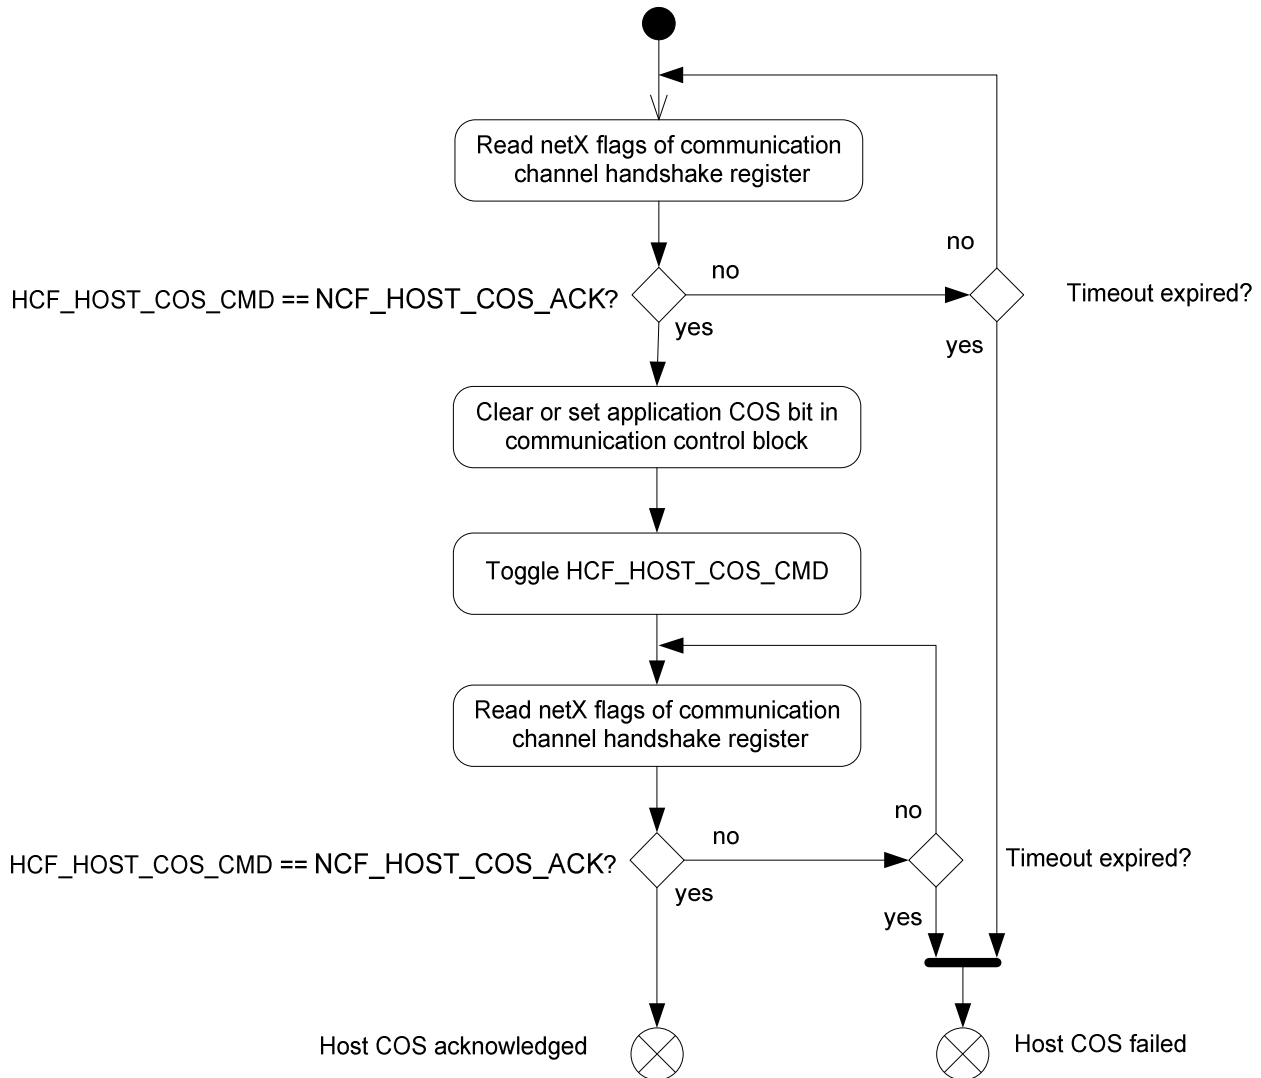 Read netX flags of communication
channel handshake register
no
no
HCF_HOST_COS_CMD == NCF_HOST_COS_ACK?
Timeout expired?
yes
yes
Clear or set application COS bit in
communication control block
Toggle HCF_HOST_COS_CMD
Read netX flags of communication
channel handshake register
no
no
HCF_HOST_COS_CMD == NCF_HOST_COS_ACK?
Timeout expired?
yes
yes
Host COS acknowledged
Host COS failed